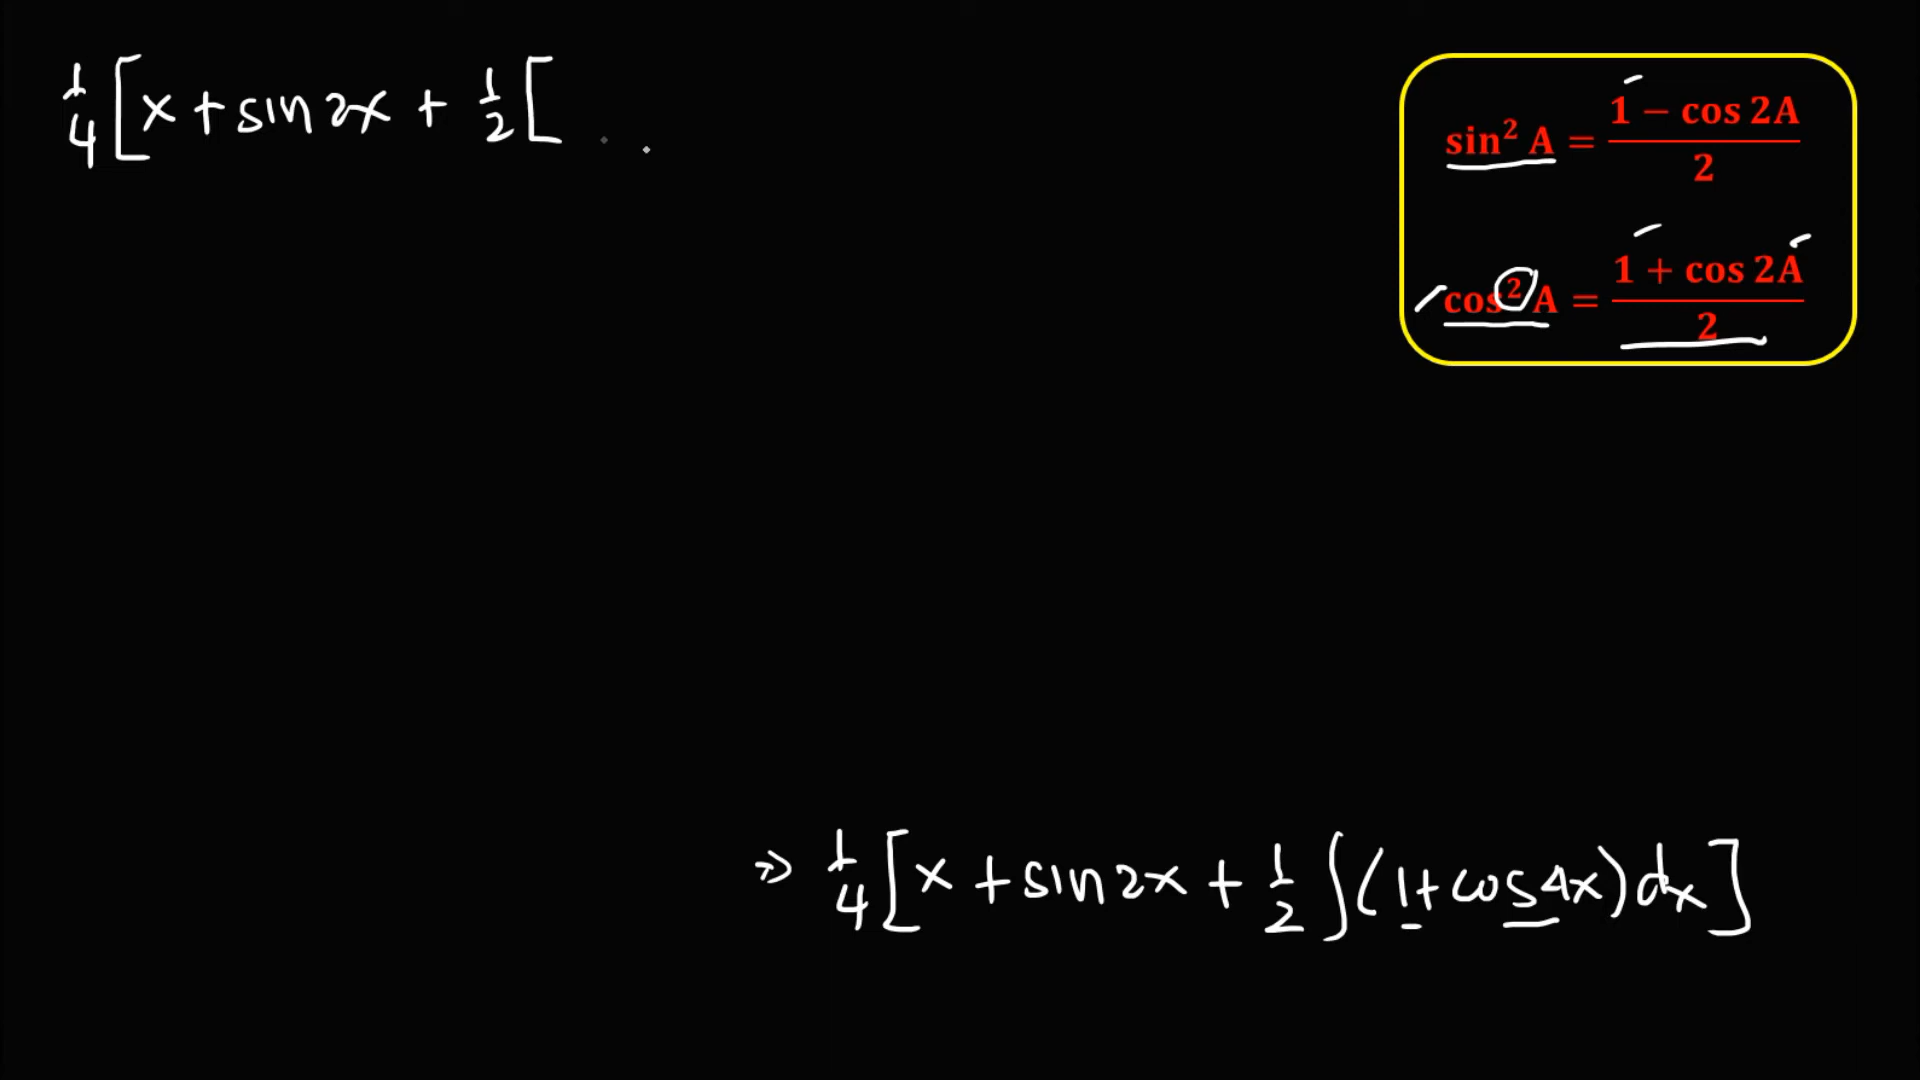 1/4 [x + sin 2x + 1/2 [
sin² A = (1 − cos 2A)/2
cos² A = (1 + cos 2A)/2
⇒ 1/4 [x + sin 2x + 1/2 ∫(1 + cos 4x) dx]